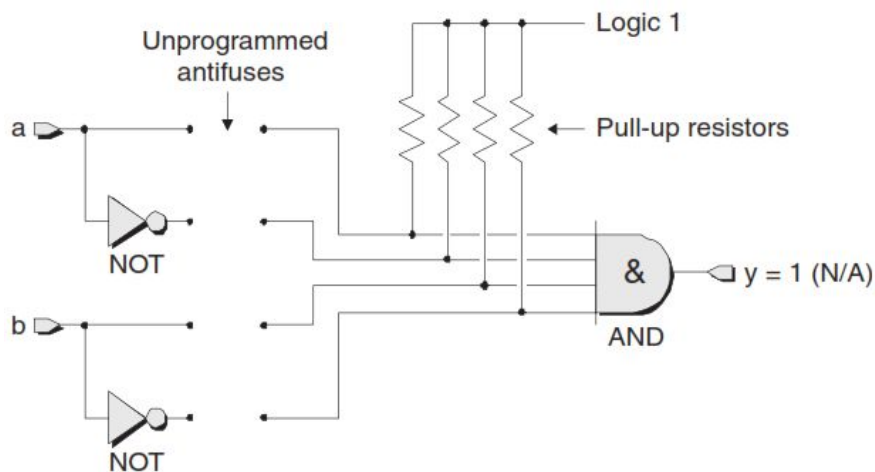 Logic 1
Unprogrammed
antifuses
a
Pull-up resistors
NOT
&
y = 1 (N/A)
b
AND
NOT